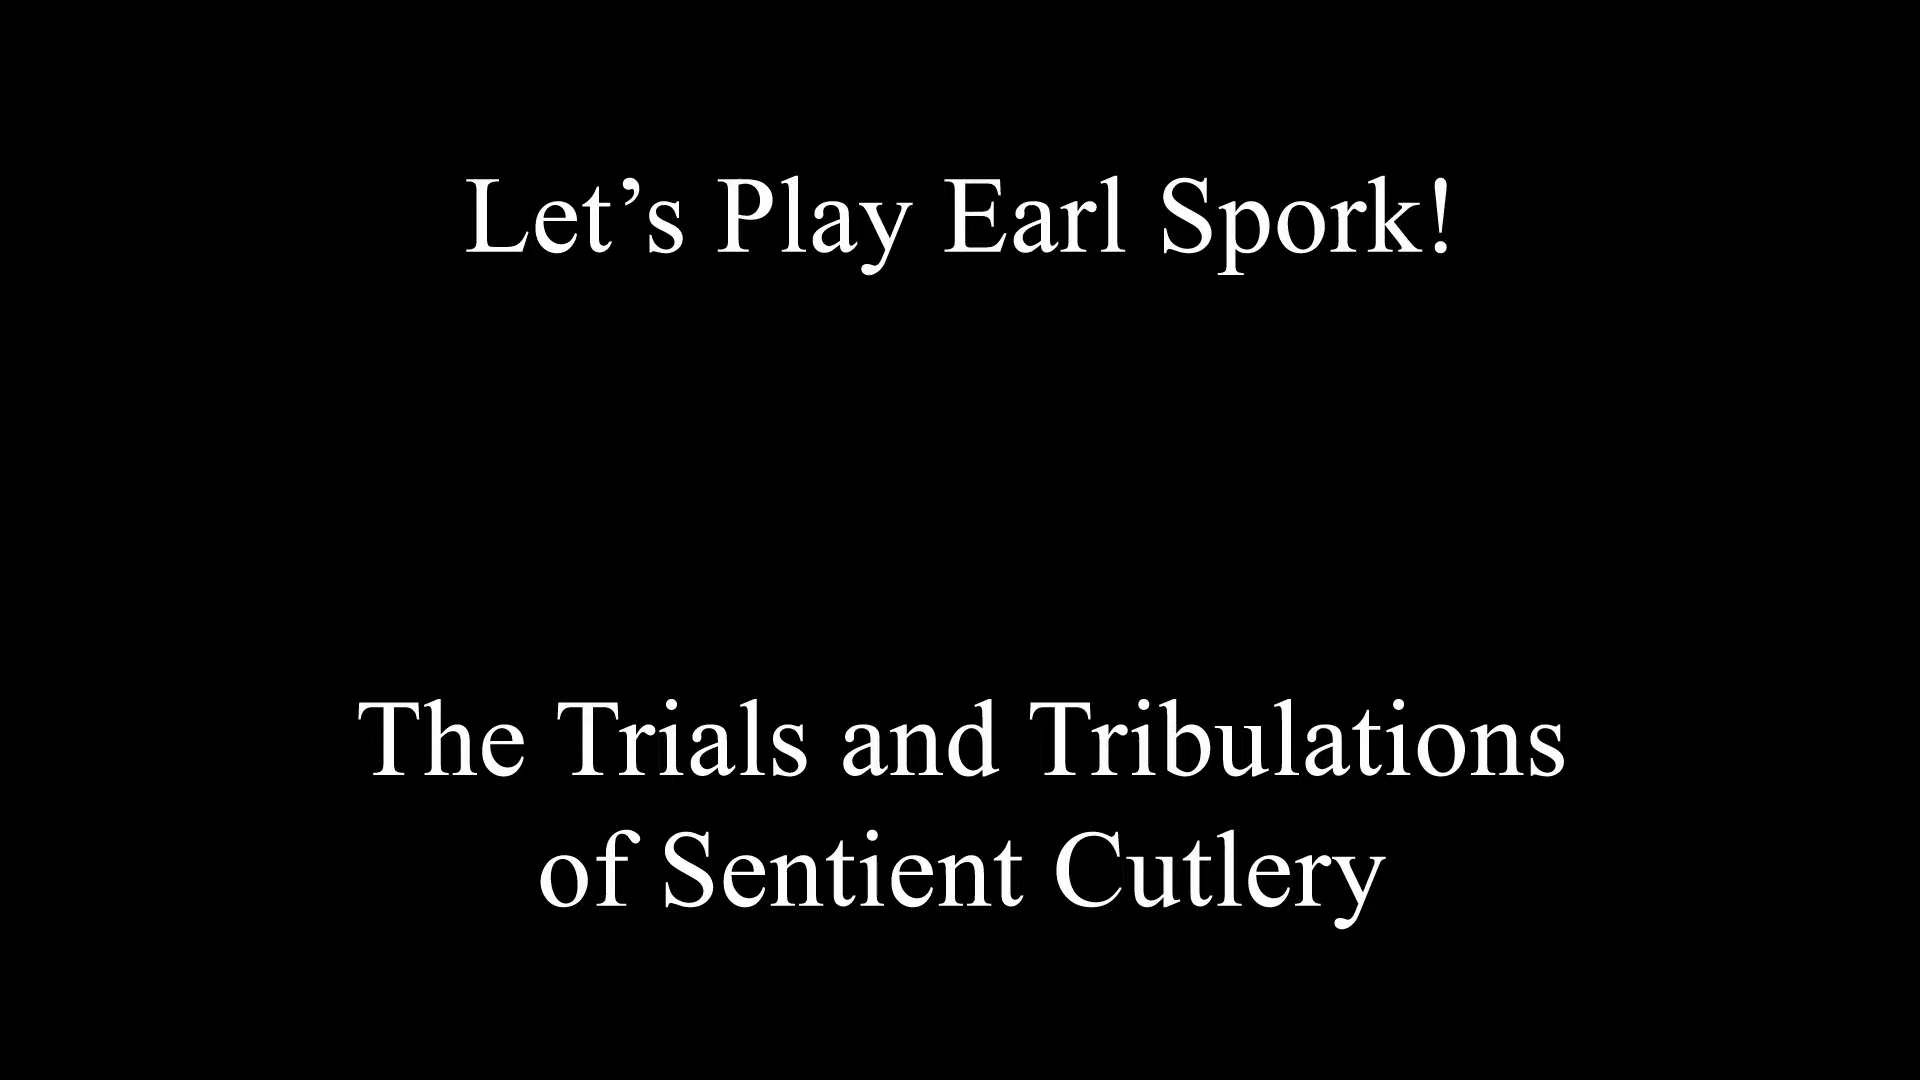 Let’s Play Earl Spork!
The Trials and Tribulations
of Sentient Cutlery